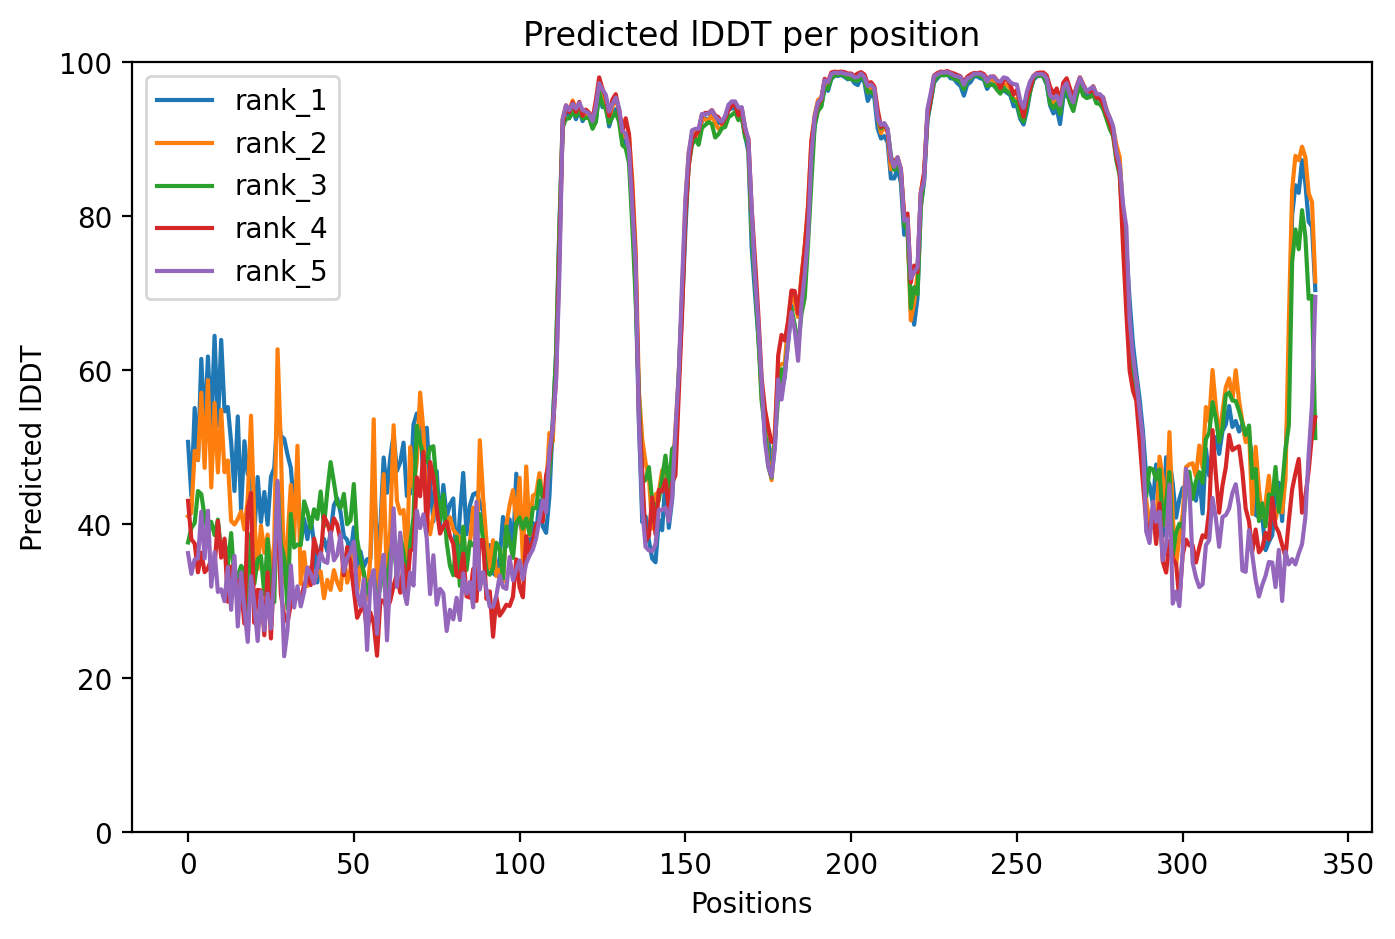 Predicted lDDT per position
100
80
60
40
20
0
Predicted lDDT
rank_1
rank_2
rank_3
rank_4
rank_5
0 50 100 150 200 250 300 350
Positions